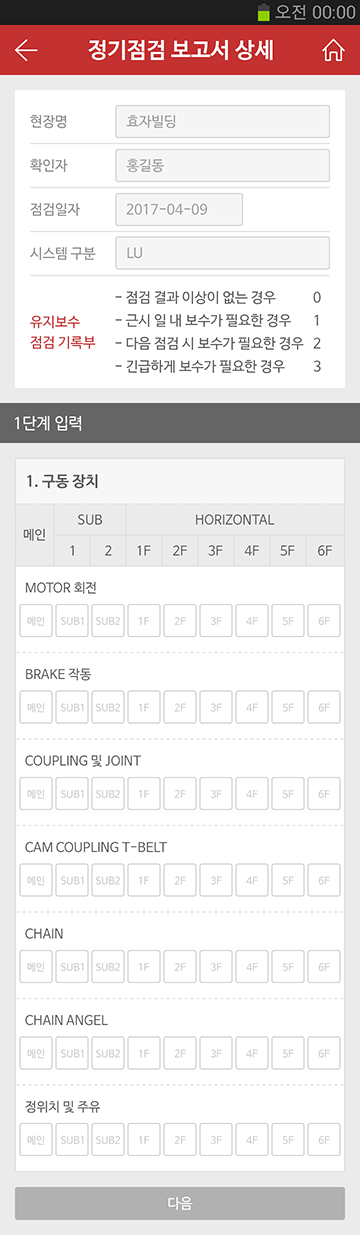 오전 00:00
정기점검 보고서 상세
현장명 효자빌딩
확인자 홍길동
점검일자 2017-04-09
시스템 구분 LU
유지보수
점검 기록부
- 점검 결과 이상이 없는 경우 0
- 근시 일 내 보수가 필요한 경우 1
- 다음 점검 시 보수가 필요한 경우 2
- 긴급하게 보수가 필요한 경우 3
1단계 입력
1. 구동 장치
메인 SUB HORIZONTAL
1 2 1F 2F 3F 4F 5F 6F
MOTOR 회전
메인 SUB1 SUB2 1F 2F 3F 4F 5F 6F
BRAKE 작동
메인 SUB1 SUB2 1F 2F 3F 4F 5F 6F
COUPLING 및 JOINT
메인 SUB1 SUB2 1F 2F 3F 4F 5F 6F
CAM COUPLING T-BELT
메인 SUB1 SUB2 1F 2F 3F 4F 5F 6F
CHAIN
메인 SUB1 SUB2 1F 2F 3F 4F 5F 6F
CHAIN ANGEL
메인 SUB1 SUB2 1F 2F 3F 4F 5F 6F
정위치 및 주유
메인 SUB1 SUB2 1F 2F 3F 4F 5F 6F
다음